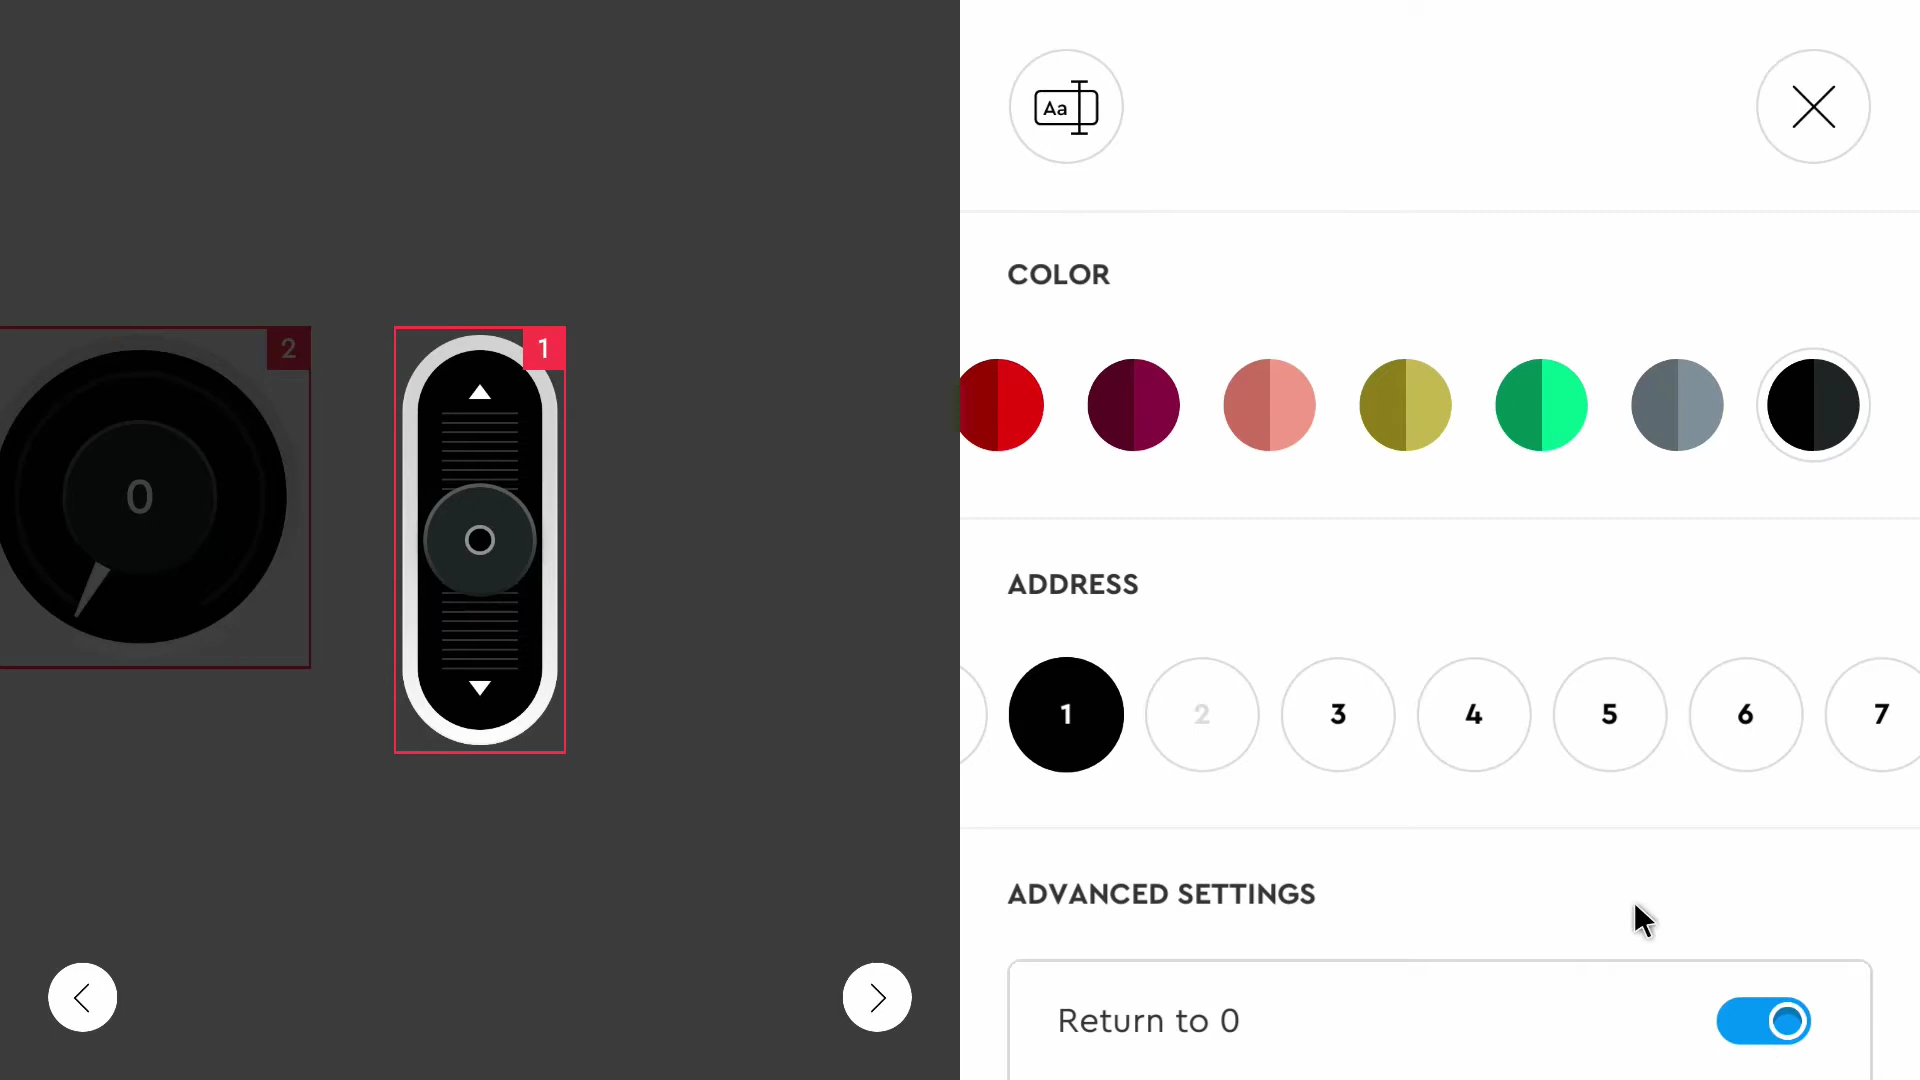 Aa
COLOR
2
1
0
ADDRESS
1 2 3 4 5 6 7
ADVANCED SETTINGS
Return to 0